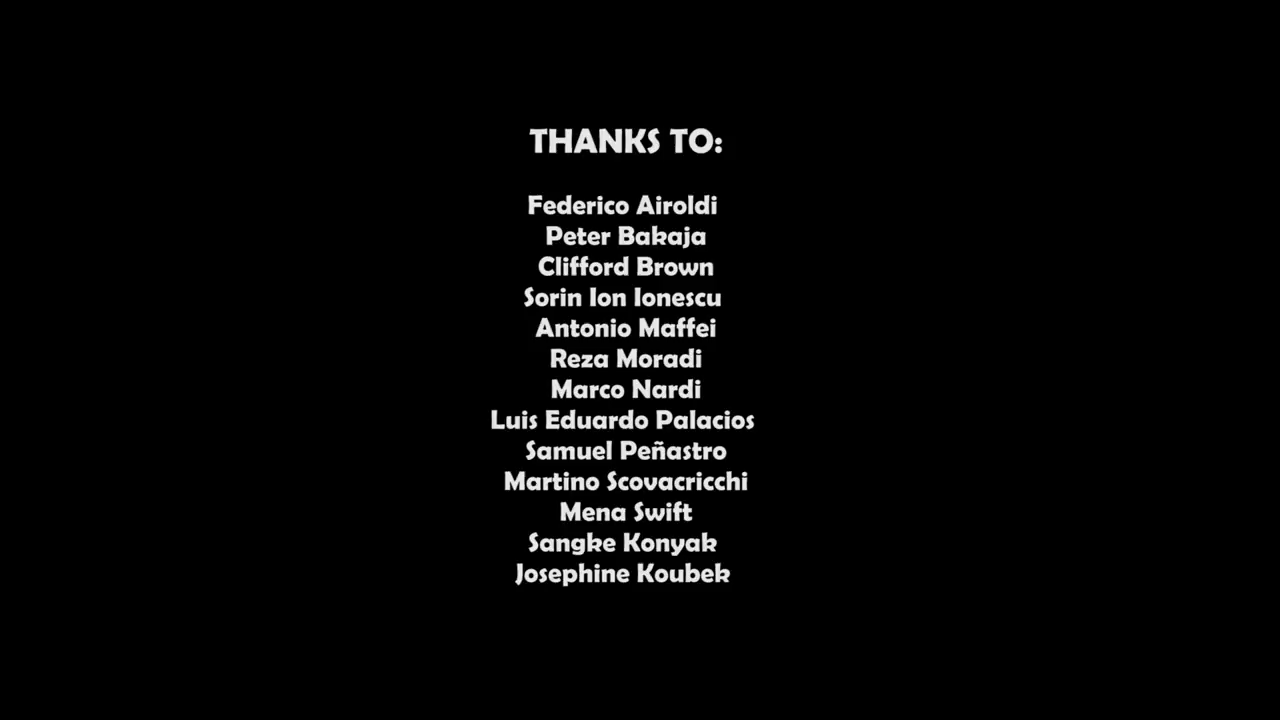 THANKS TO:
Federico Airoldi
Peter Bakaja
Clifford Brown
Sorin Ion Ionescu
Antonio Maffei
Reza Moradi
Marco Nardi
Luis Eduardo Palacios
Samuel Peñastro
Martino Scovacricchi
Mena Swift
Sangke Konyak
Josephine Koubek